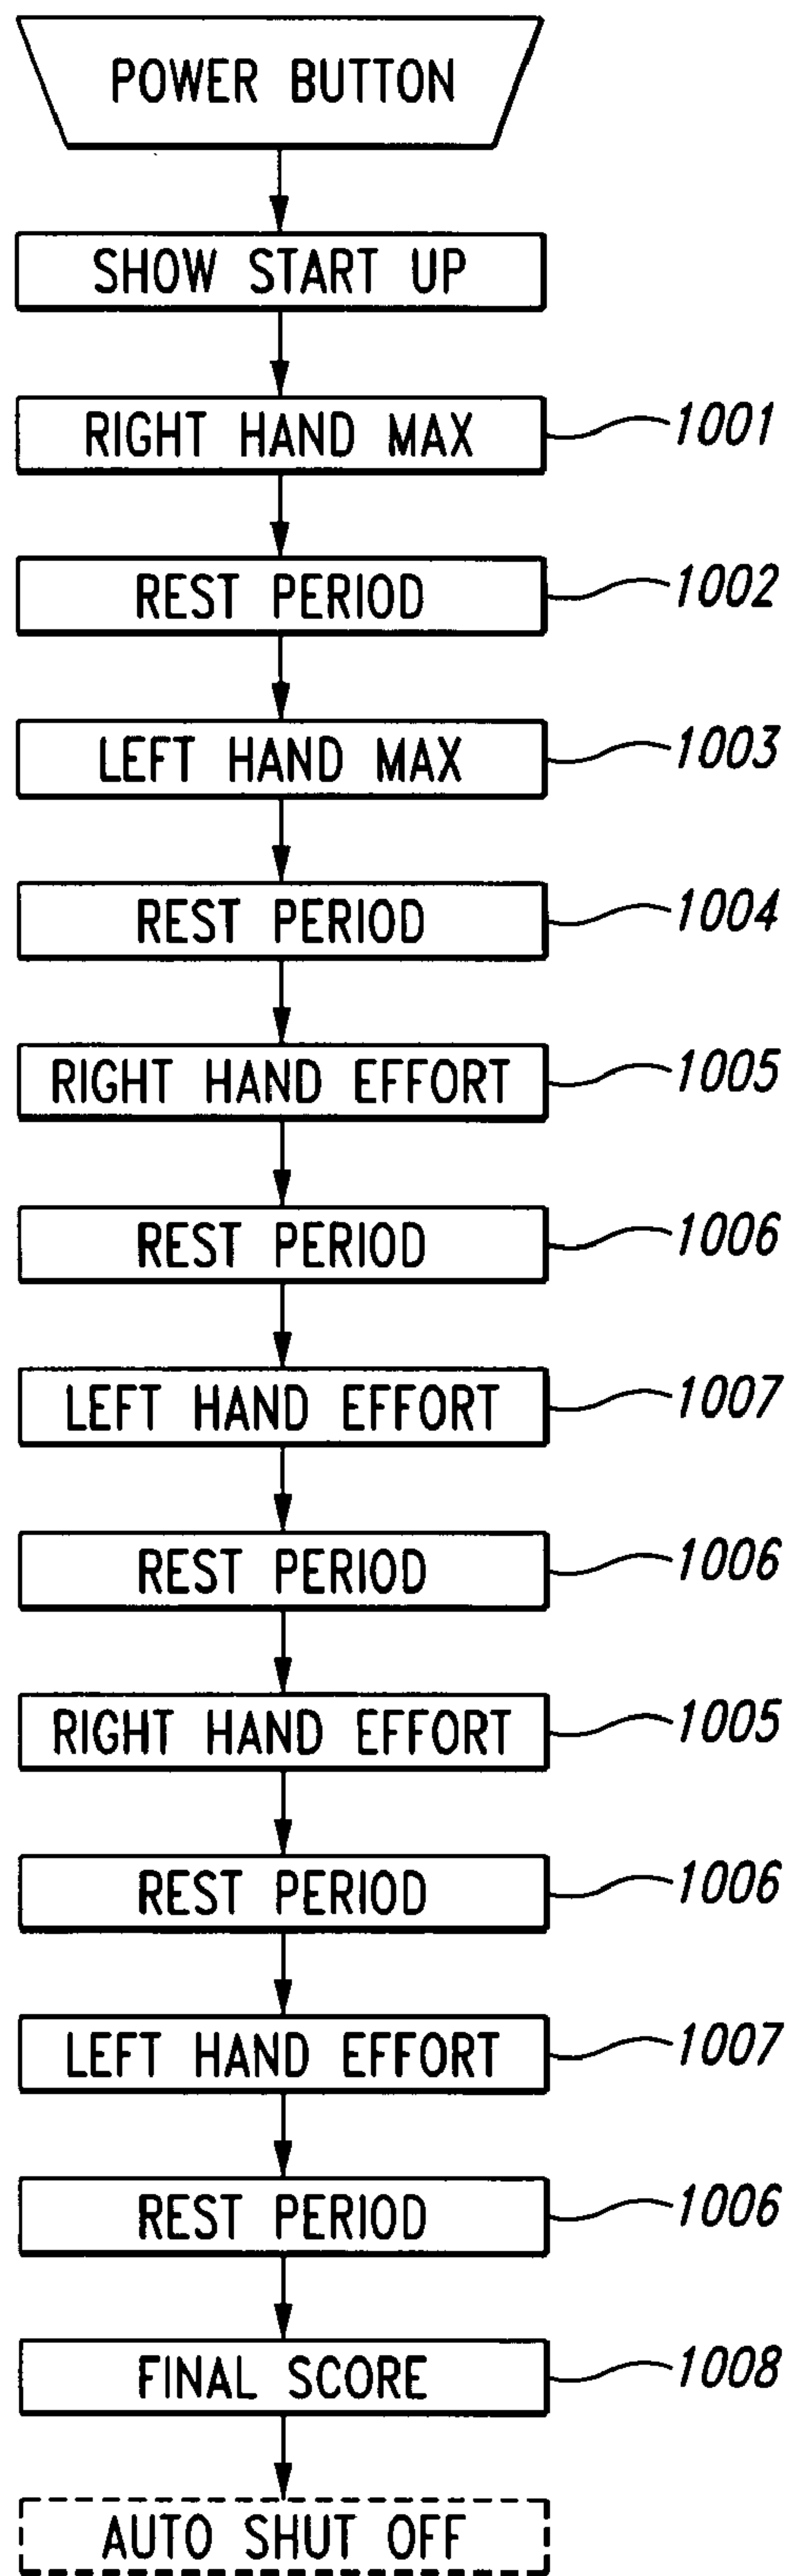 POWER BUTTON
SHOW START UP
RIGHT HAND MAX 1001
REST PERIOD 1002
LEFT HAND MAX 1003
REST PERIOD 1004
RIGHT HAND EFFORT 1005
REST PERIOD 1006
LEFT HAND EFFORT 1007
REST PERIOD 1006
RIGHT HAND EFFORT 1005
REST PERIOD 1006
LEFT HAND EFFORT 1007
REST PERIOD 1006
FINAL SCORE 1008
AUTO SHUT OFF